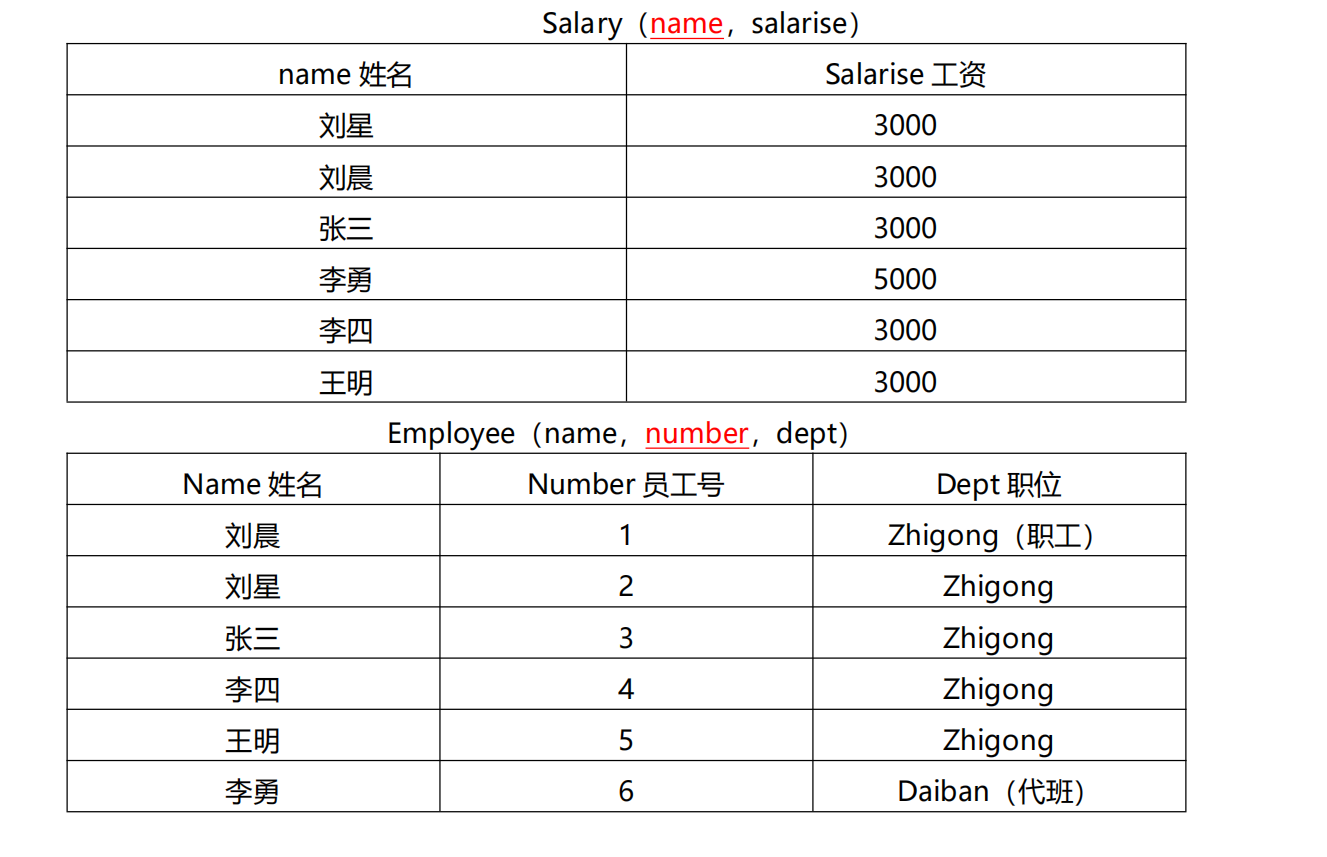 Salary（name，salarise）
name 姓名 Salarise 工资
刘星 3000
刘晨 3000
张三 3000
李勇 5000
李四 3000
王明 3000
Employee（name，number，dept）
Name 姓名 Number 员工号 Dept 职位
刘晨 1 Zhigong（职工）
刘星 2 Zhigong
张三 3 Zhigong
李四 4 Zhigong
王明 5 Zhigong
李勇 6 Daiban（代班）